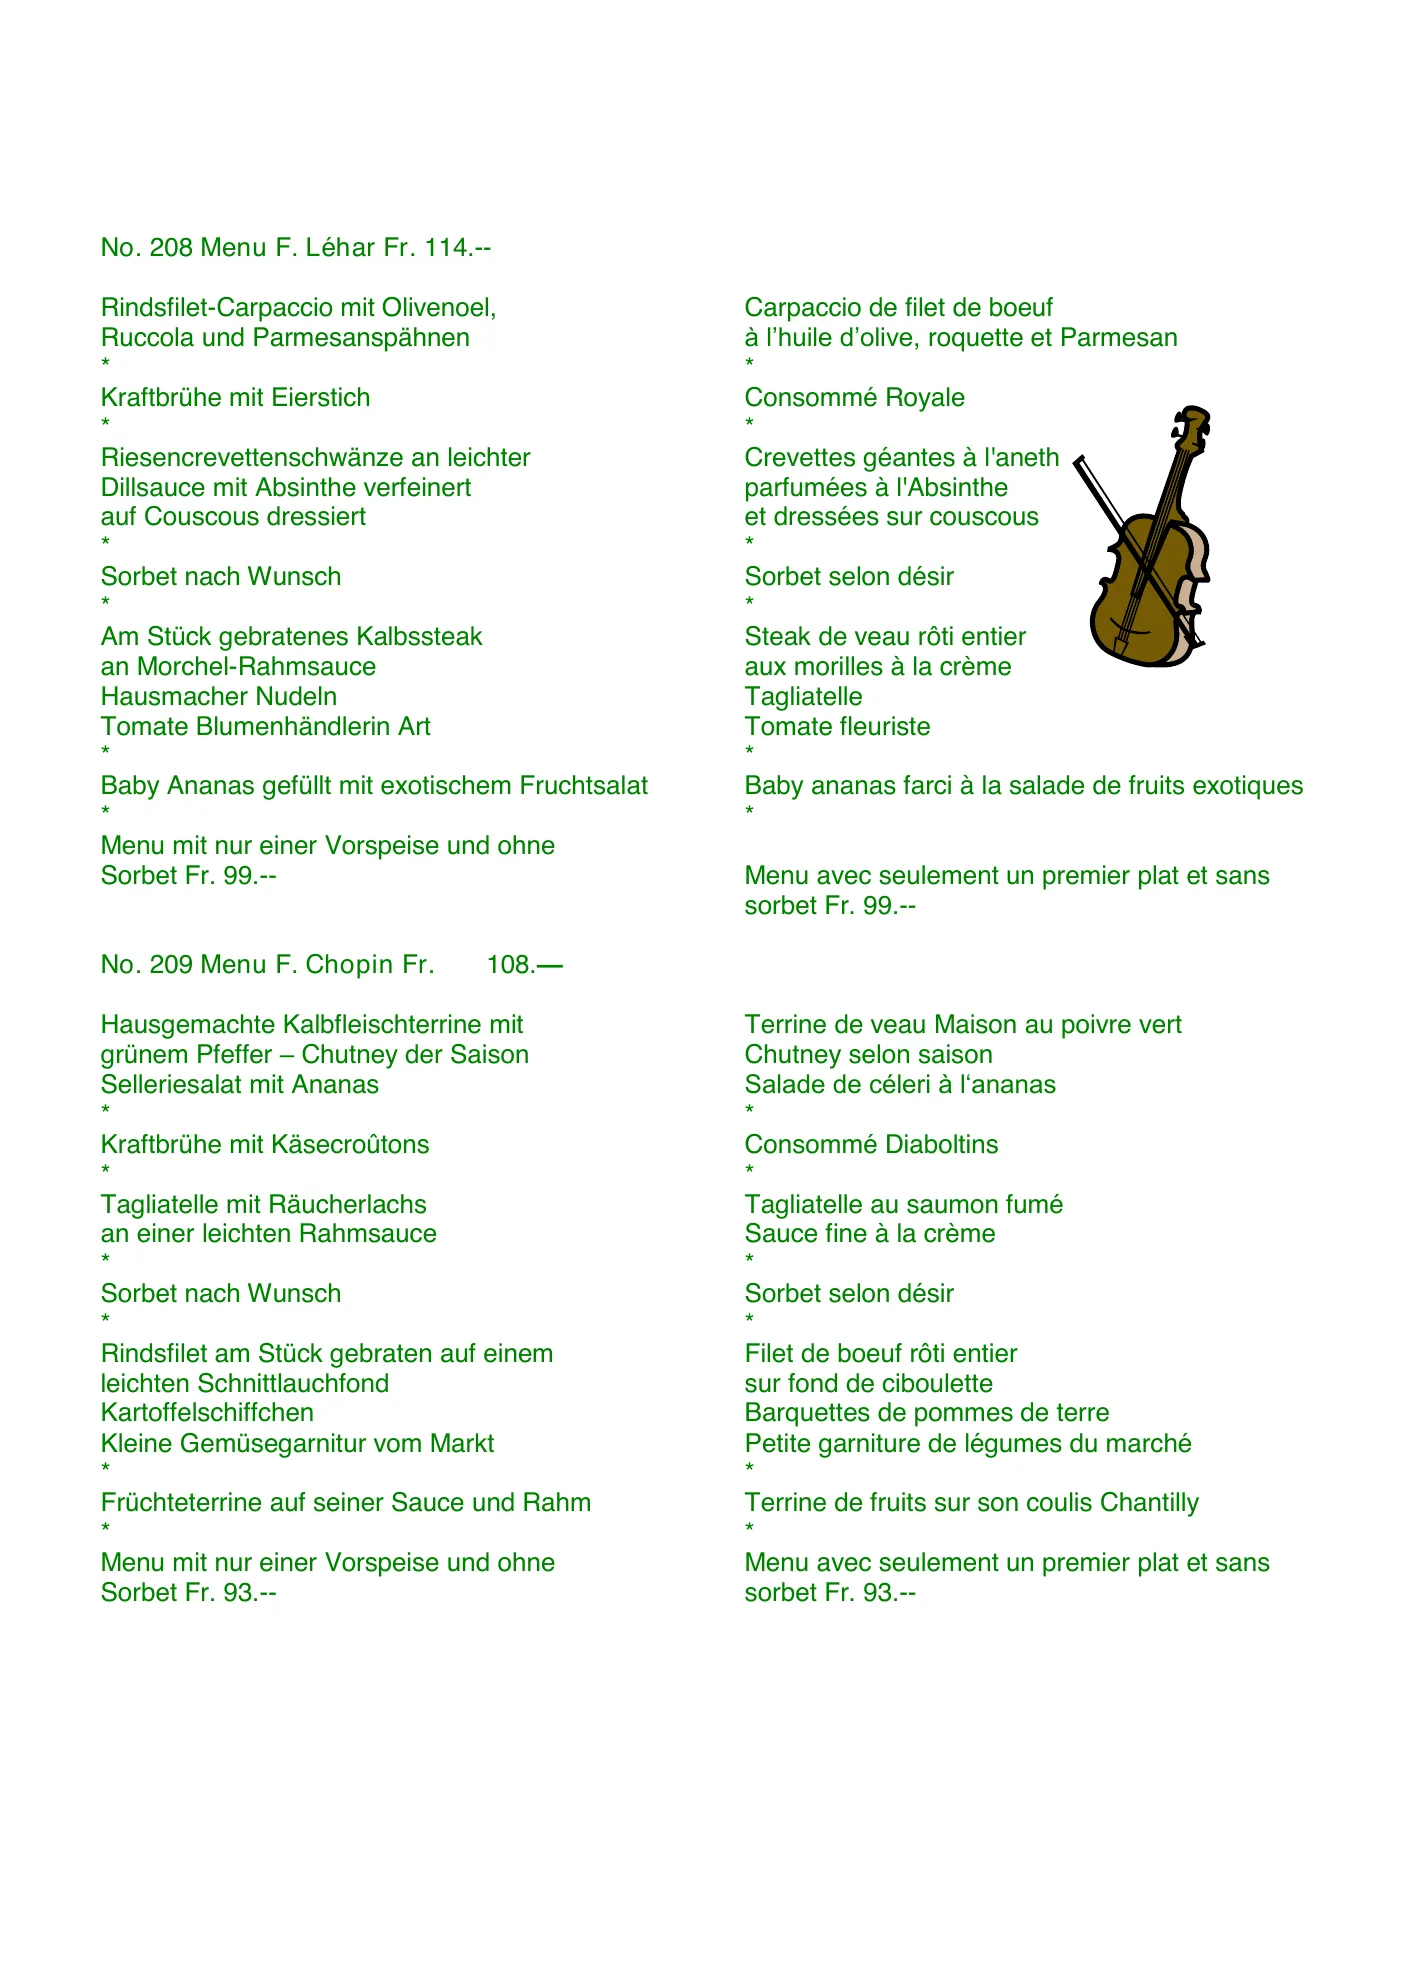 No. 208 Menu F. Léhar Fr. 114.--
Rindsfilet-Carpaccio mit Olivenoel,
Ruccola und Parmesanspähnen
*
Kraftbrühe mit Eierstich
*
Riesencrevettenschwänze an leichter
Dillsauce mit Absinthe verfeinert
auf Couscous dressiert
*
Sorbet nach Wunsch
*
Am Stück gebratenes Kalbssteak
an Morchel-Rahmsauce
Hausmacher Nudeln
Tomate Blumenhändlerin Art
*
Baby Ananas gefüllt mit exotischem Fruchtsalat
*
Menu mit nur einer Vorspeise und ohne
Sorbet Fr. 99.--
Carpaccio de filet de boeuf
à l’huile d’olive, roquette et Parmesan
*
Consommé Royale
*
Crevettes géantes à l'aneth
parfumées à l'Absinthe
et dressées sur couscous
*
Sorbet selon désir
*
Steak de veau rôti entier
aux morilles à la crème
Tagliatelle
Tomate fleuriste
*
Baby ananas farci à la salade de fruits exotiques
*
Menu avec seulement un premier plat et sans
sorbet Fr. 99.--
No. 209 Menu F. Chopin Fr. 108.—
Hausgemachte Kalbfleischterrine mit
grünem Pfeffer – Chutney der Saison
Selleriesalat mit Ananas
*
Kraftbrühe mit Käsecroûtons
*
Tagliatelle mit Räucherlachs
an einer leichten Rahmsauce
*
Sorbet nach Wunsch
*
Rindsfilet am Stück gebraten auf einem
leichten Schnittlauchfond
Kartoffelschiffchen
Kleine Gemüsegarnitur vom Markt
*
Früchteterrine auf seiner Sauce und Rahm
*
Menu mit nur einer Vorspeise und ohne
Sorbet Fr. 93.--
Terrine de veau Maison au poivre vert
Chutney selon saison
Salade de céleri à l‘ananas
*
Consommé Diaboltins
*
Tagliatelle au saumon fumé
Sauce fine à la crème
*
Sorbet selon désir
*
Filet de boeuf rôti entier
sur fond de ciboulette
Barquettes de pommes de terre
Petite garniture de légumes du marché
*
Terrine de fruits sur son coulis Chantilly
*
Menu avec seulement un premier plat et sans
sorbet Fr. 93.--